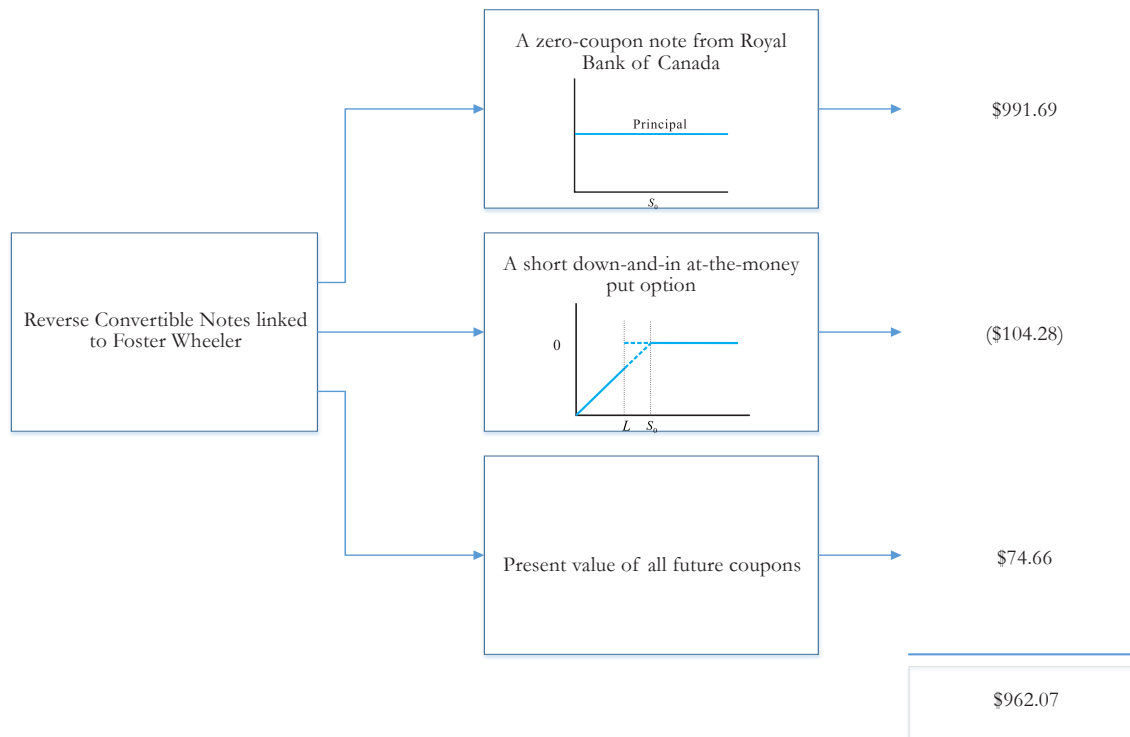 A zero-coupon note from Royal
Bank of Canada
Principal
S₀
$991.69
Reverse Convertible Notes linked
to Foster Wheeler
A short down-and-in at-the-money
put option
0
L S₀
($104.28)
Present value of all future coupons
$74.66
$962.07